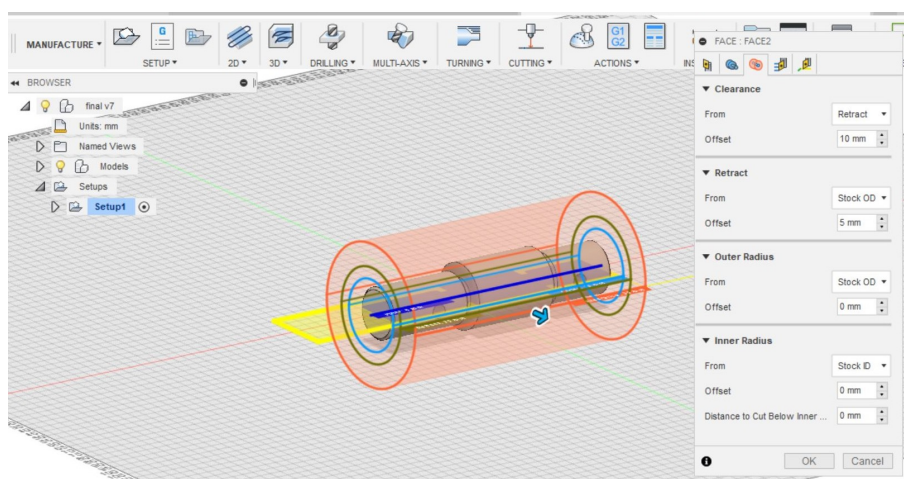 MANUFACTURE ▾
G
G1
G2
SETUP ▾
2D ▾
3D ▾
DRILLING ▾
MULTI-AXIS ▾
TURNING ▾
CUTTING ▾
ACTIONS ▾
INS
BROWSER
final v7
Units: mm
Named Views
Models
Setups
Setup1
FACE : FACE2
▼ Clearance
From Retract
Offset 10 mm
▼ Retract
From Stock OD
Offset 5 mm
▼ Outer Radius
From Stock OD
Offset 0 mm
▼ Inner Radius
From Stock ID
Offset 0 mm
Distance to Cut Below Inner ... 0 mm
OK Cancel